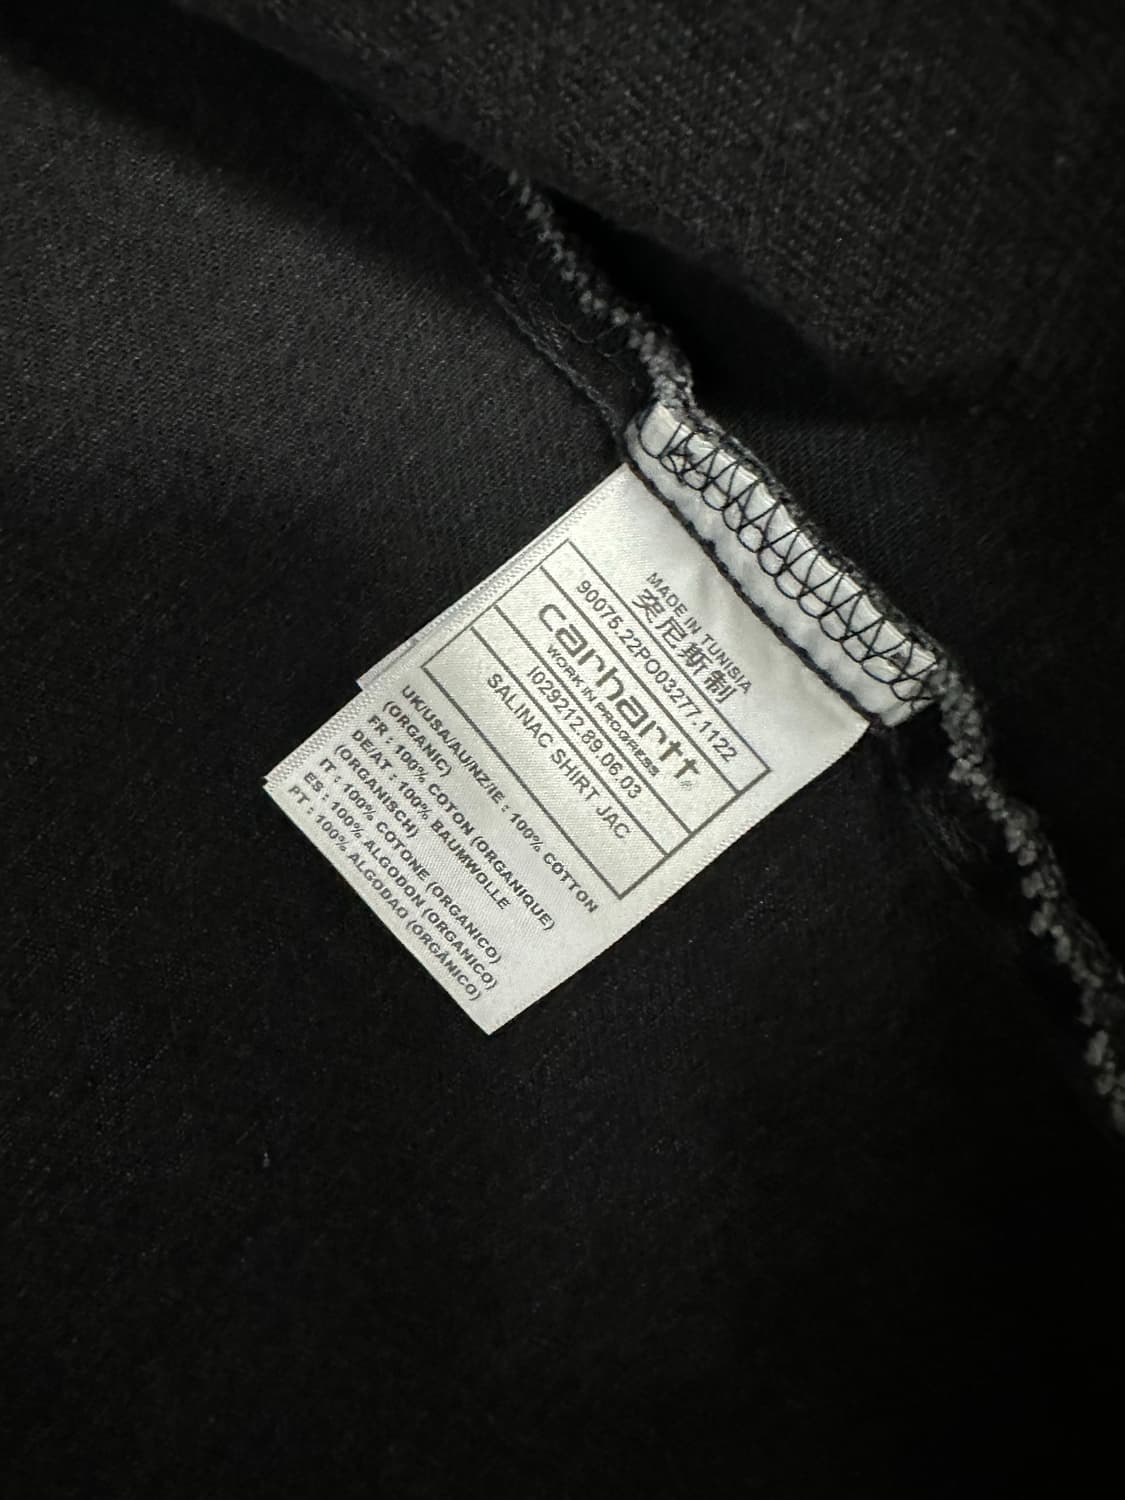 MADE IN TUNISIA
突尼斯制
90075.22PO03277.1122
carhartt®
WORK IN PROGRESS
I029212.89.06.03
SALINAC SHIRT JAC
UK/USA/AU/NZ/IE : 100% COTTON
(ORGANIC)
FR : 100% COTON (ORGANIQUE)
DE/AT : 100% BAUMWOLLE
(ORGANISCH)
IT : 100% COTONE (ORGANICO)
ES : 100% ALGODON (ORGANICO)
PT : 100% ALGODAO (ORGÂNICO)